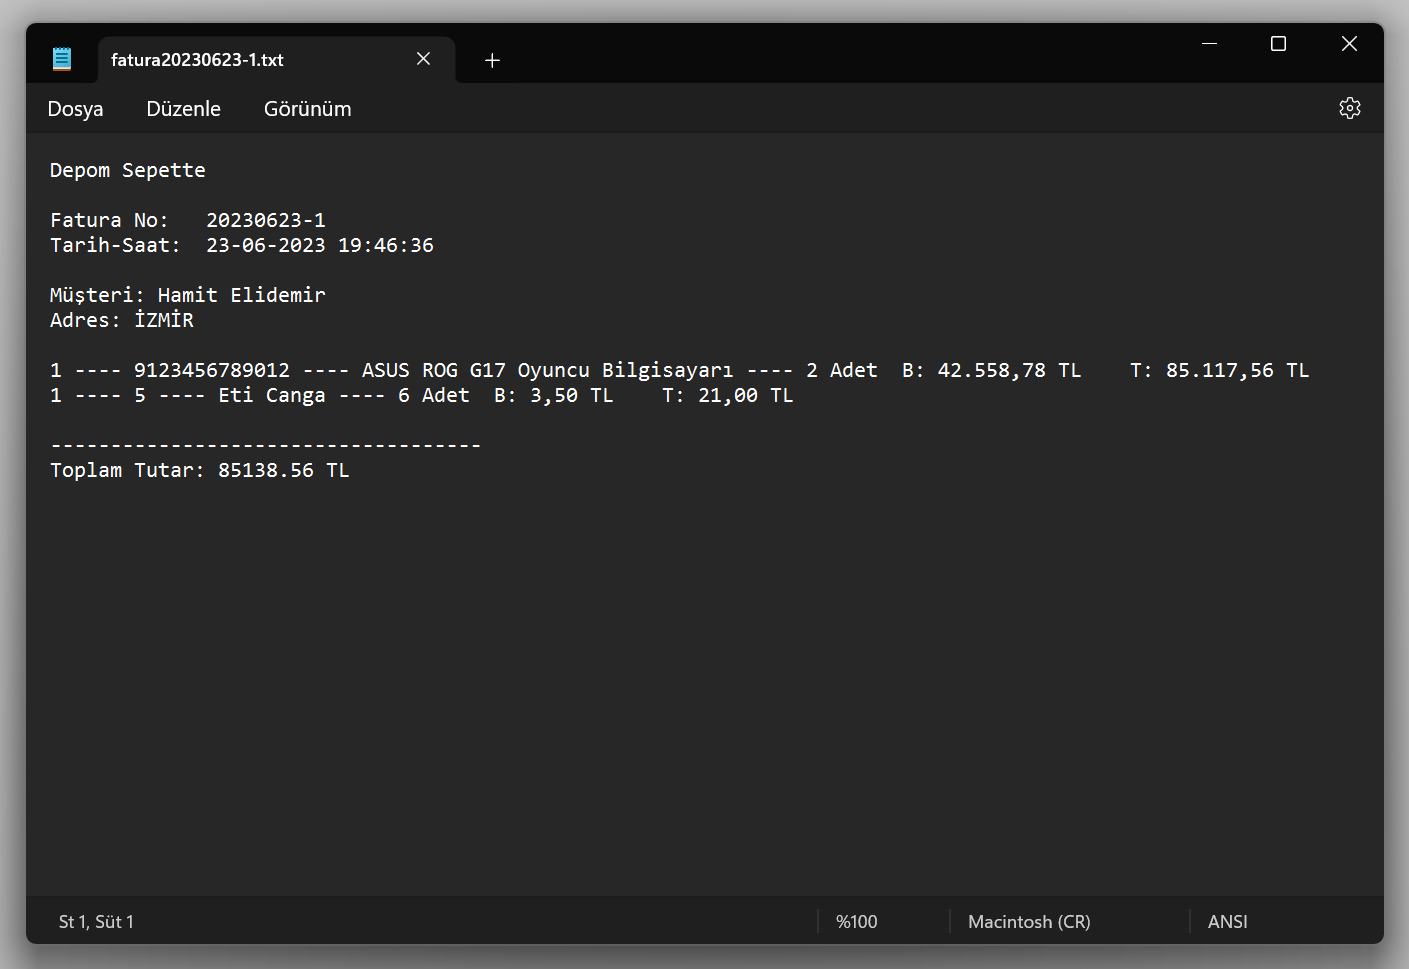 fatura20230623-1.txt
Dosya Düzenle Görünüm
Depom Sepette
Fatura No:   20230623-1
Tarih-Saat:  23-06-2023 19:46:36
Müşteri: Hamit Elidemir
Adres: İZMİR
1 ---- 9123456789012 ---- ASUS ROG G17 Oyuncu Bilgisayarı ---- 2 Adet  B: 42.558,78 TL    T: 85.117,56 TL
1 ---- 5 ---- Eti Canga ---- 6 Adet  B: 3,50 TL    T: 21,00 TL
------------------------------------
Toplam Tutar: 85138.56 TL
St 1, Süt 1 %100 Macintosh (CR) ANSI